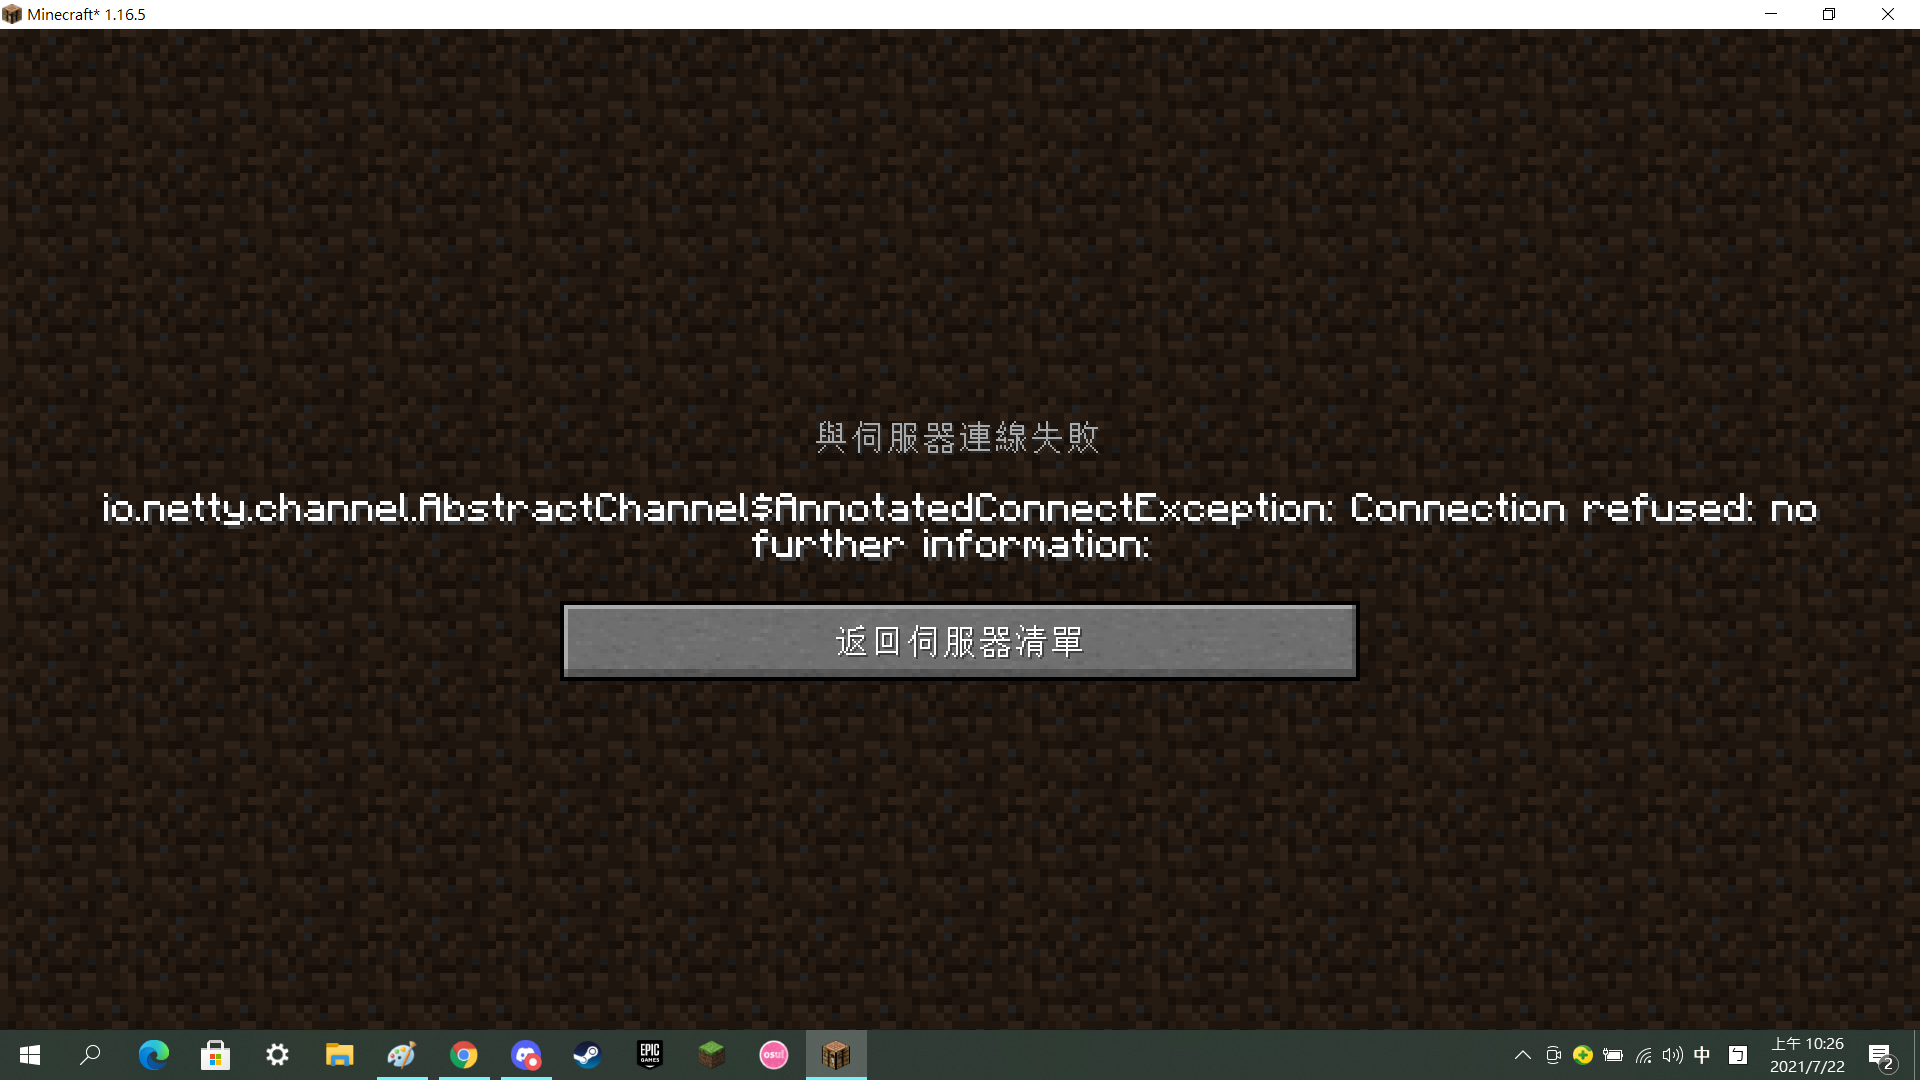 Minecraft* 1.16.5
與伺服器連線失敗
io.netty.channel.AbstractChannel$AnnotatedConnectException: Connection refused: no
further information:
返回伺服器清單
EPIC
GAMES
osu!
中
上午 10:26
2021/7/22
2